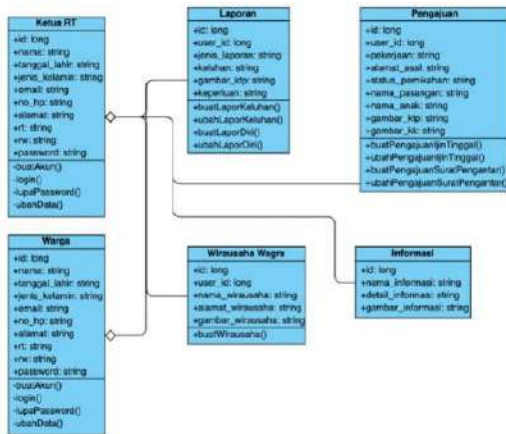 Ketua RT
+id: long
+name: string
+tanggal_lahir: string
+jenis_kelamin: string
+email: string
+no_hp: string
+alamat: string
+rt: string
+rw: string
+password: string
-buatAkun()
-login()
-lupaPassword()
-ubahData()
Laporan
+id: long
+user_id: long
+jenis_laporan: string
+keluhan: string
+gambar_ktp: string
+keperluan: string
+buatLaporKeluhan()
+ubahLaporKeluhan()
+buatLaporDiri()
+ubahLaporDiri()
Pengajuan
+id: long
+user_id: long
+pekerjaan: string
+alamat_asal: string
+status_pernikahan: string
+nama_pasangan: string
+nama_anak: string
+gambar_ktp: string
+gambar_kk: string
+buatPengajuanIjinTinggal()
+ubahPengajuanIjinTinggal()
+buatPengajuanSuratPengantar()
+ubahPengajuanSuratPengantar()
Warga
+id: long
+name: string
+tanggal_lahir: string
+jenis_kelamin: string
+email: string
+no_hp: string
+alamat: string
+rt: string
+rw: string
+password: string
-buatAkun()
-login()
-lupaPassword()
-ubahData()
Wirausaha Wagra
+id: long
+user_id: long
+nama_wirausaha: string
+alamat_wirausaha: string
+gambar_wirausaha: string
+buatWirausaha()
Informasi
+id: long
+nama_informasi: string
+detail_informasi: string
+gambar_informasi: string